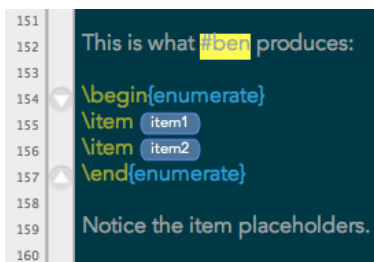 151
152 This is what #ben produces:
153
154 \begin{enumerate}
155 \item item1
156 \item item2
157 \end{enumerate}
158
159 Notice the item placeholders.
160